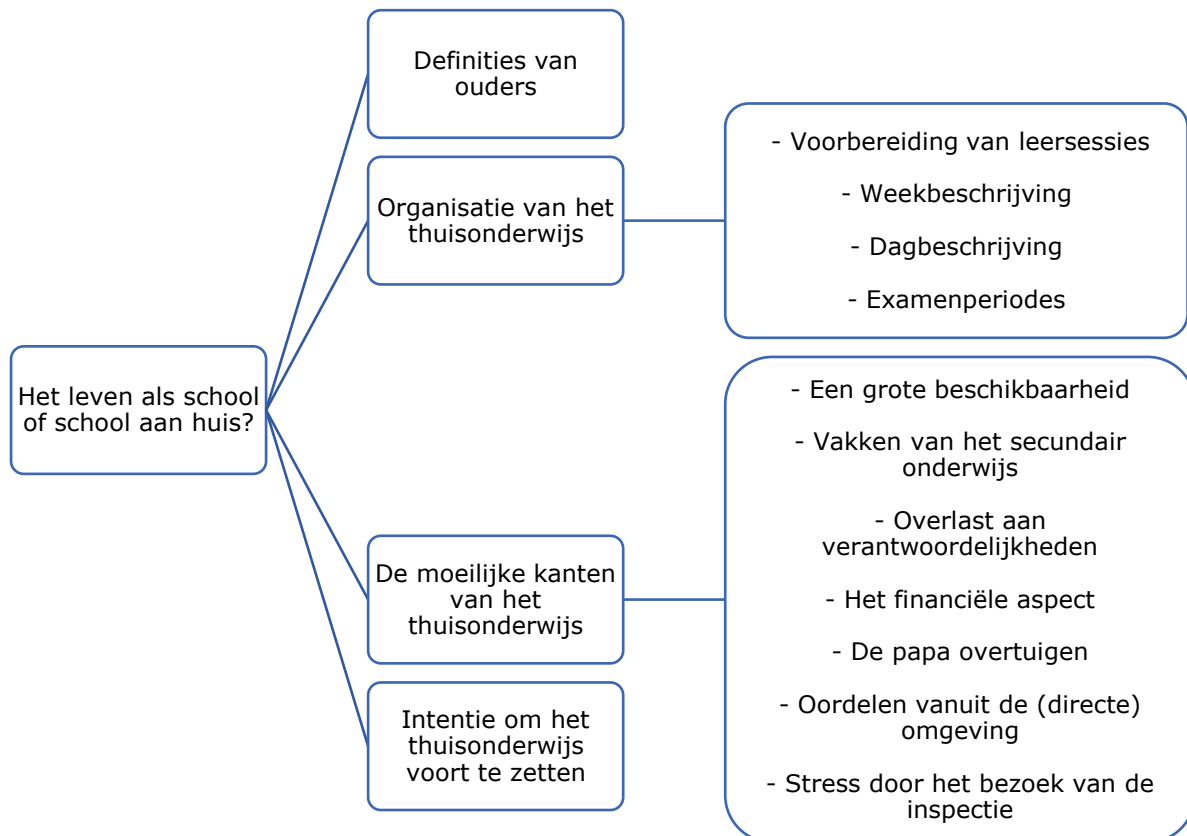 Het leven als school
of school aan huis?
Definities van
ouders
Organisatie van het
thuisonderwijs
- Voorbereiding van leersessies
- Weekbeschrijving
- Dagbeschrijving
- Examenperiodes
De moeilijke kanten
van het
thuisonderwijs
- Een grote beschikbaarheid
- Vakken van het secundair
onderwijs
- Overlast aan
verantwoordelijkheden
- Het financiële aspect
- De papa overtuigen
- Oordelen vanuit de (directe)
omgeving
- Stress door het bezoek van de
inspectie
Intentie om het
thuisonderwijs
voort te zetten